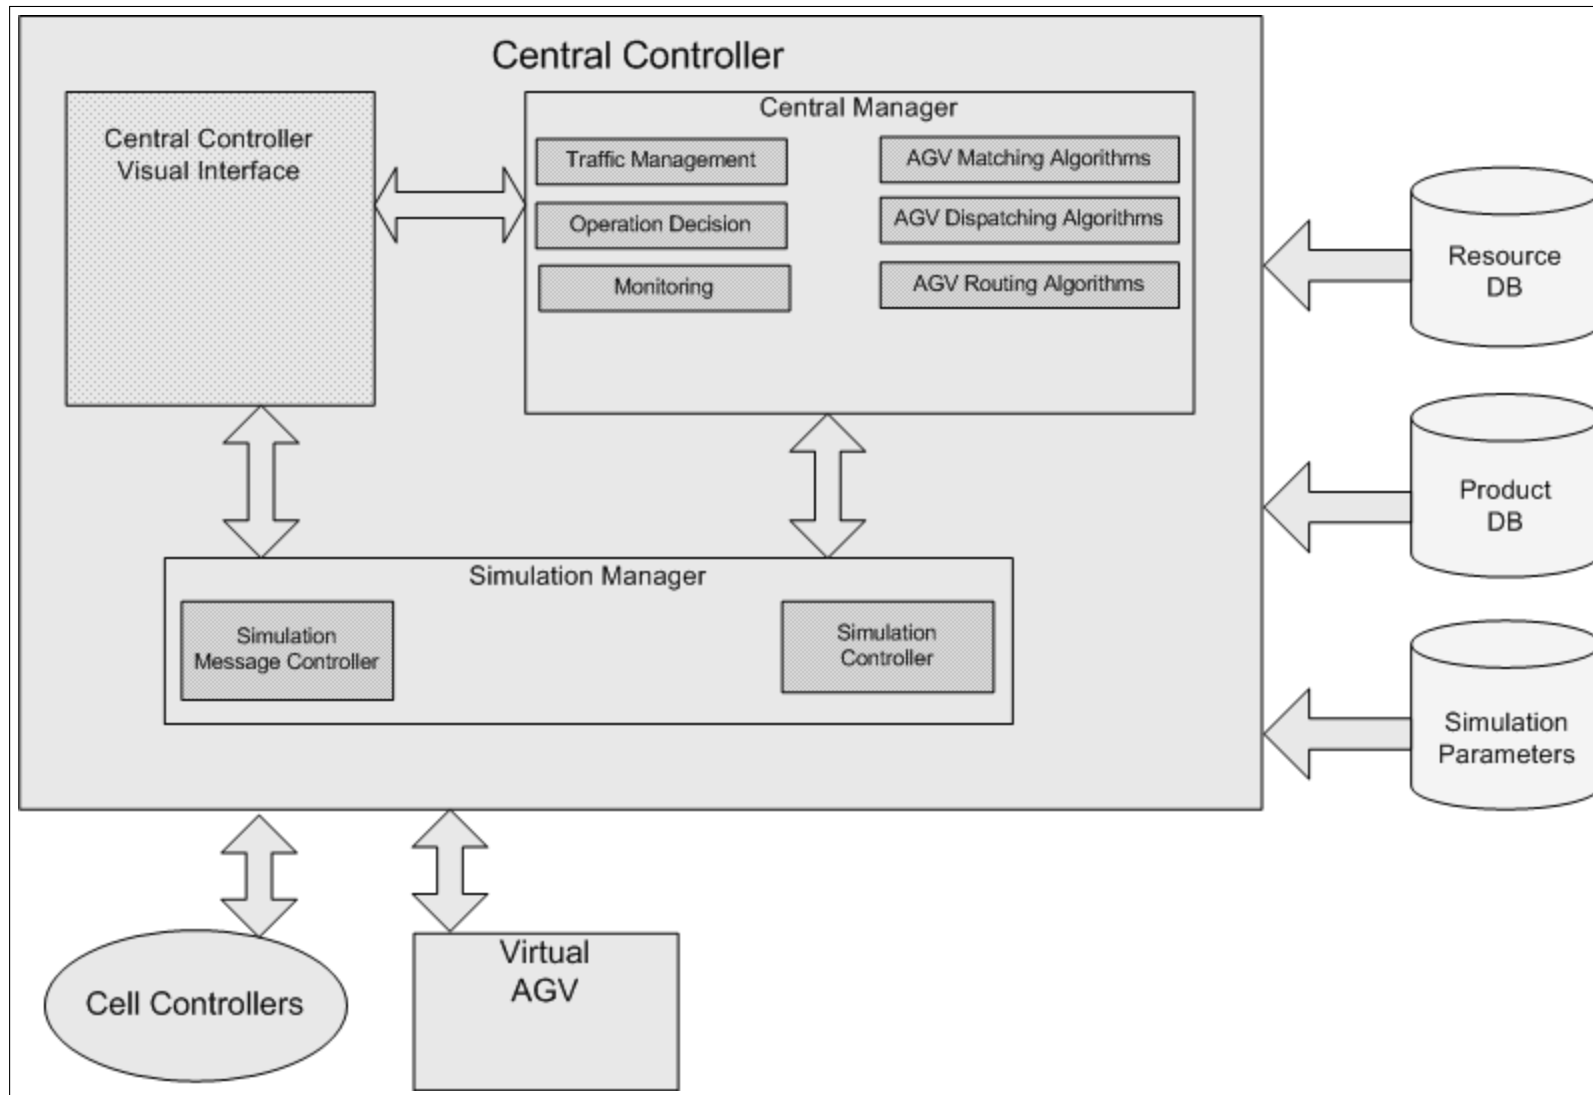 Central Controller
Central Controller
Visual Interface
Central Manager
Traffic Management
Operation Decision
Monitoring
AGV Matching Algorithms
AGV Dispatching Algorithms
AGV Routing Algorithms
Simulation Manager
Simulation
Message Controller
Simulation
Controller
Resource
DB
Product
DB
Simulation
Parameters
Cell Controllers
Virtual
AGV